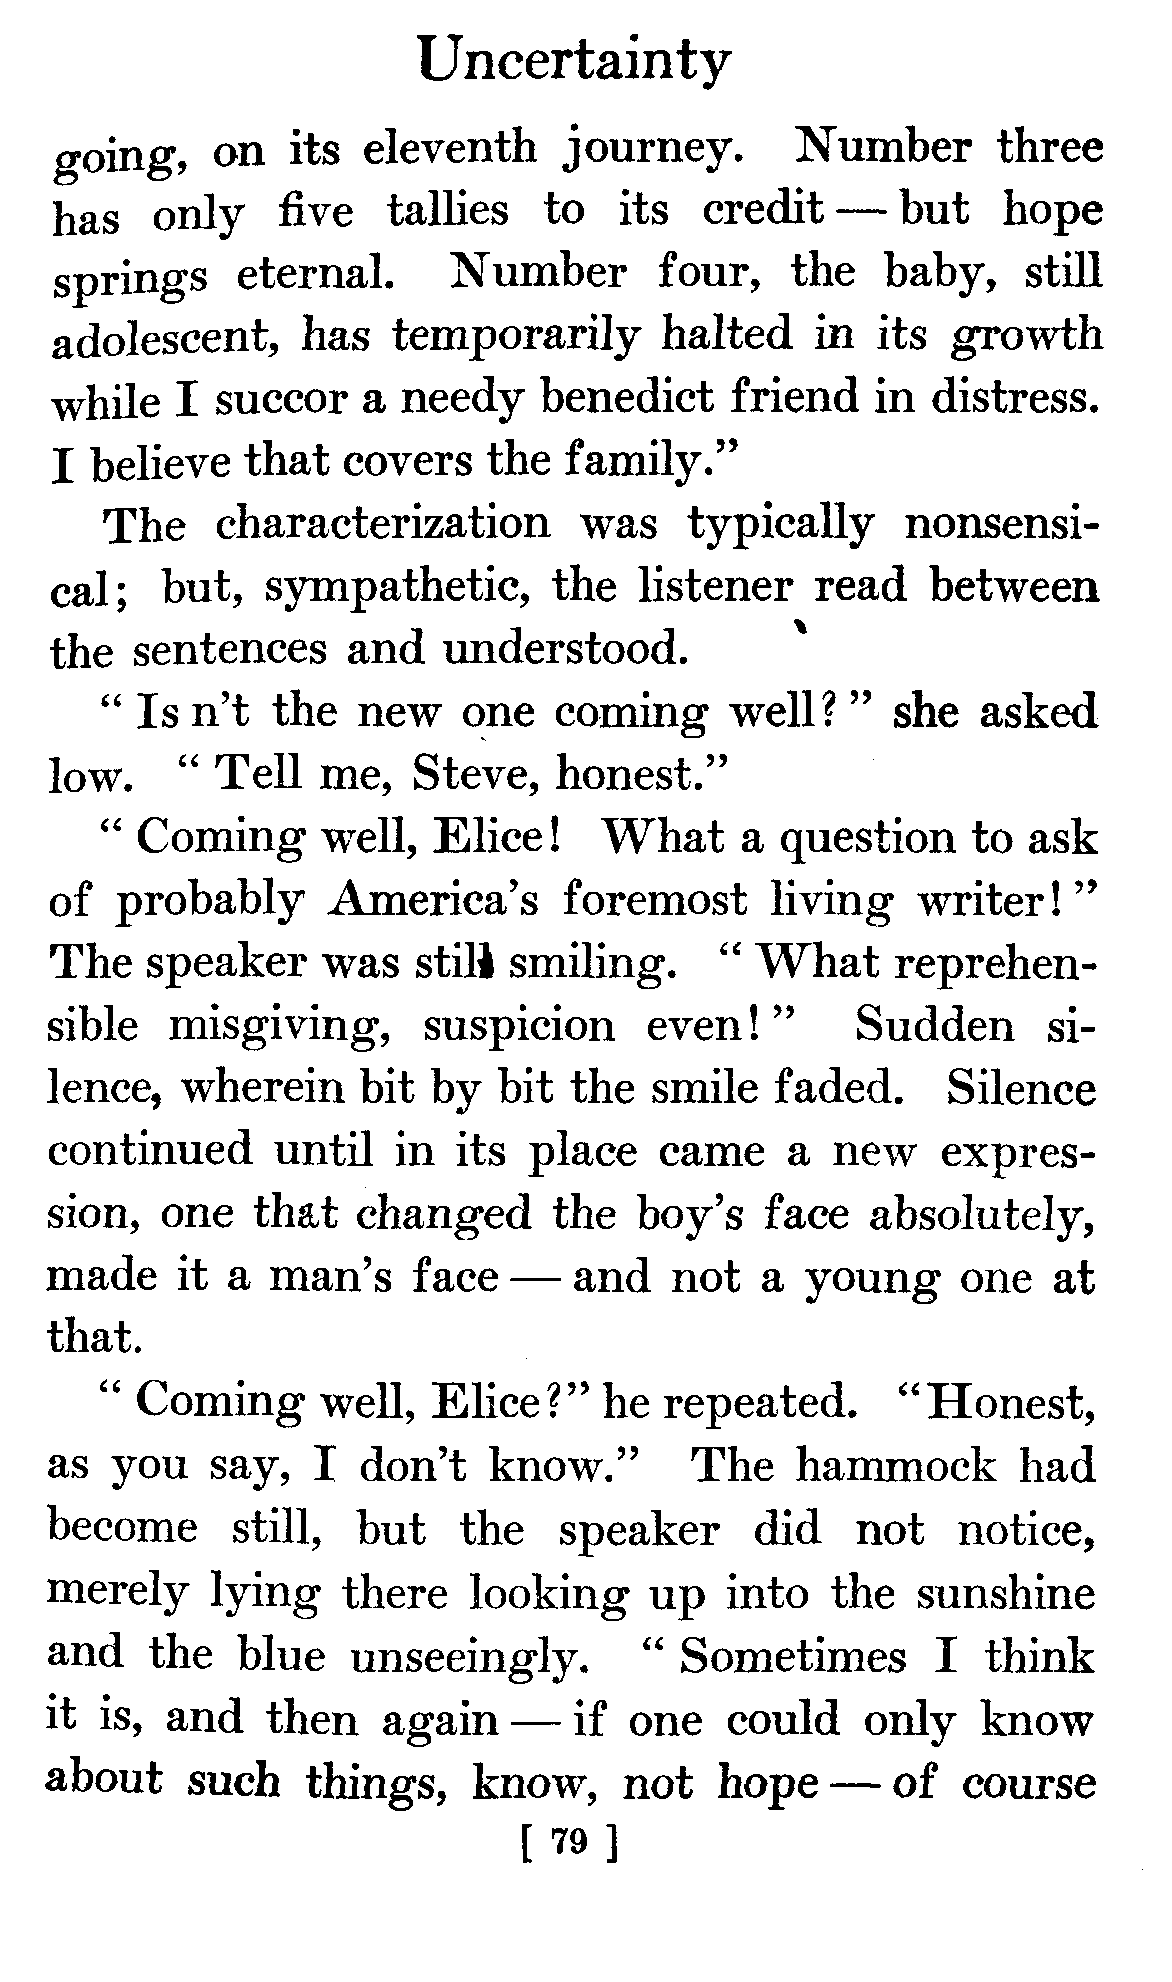 Uncertainty
going, on its eleventh journey. Number three
has only five tallies to its credit — but hope
springs eternal. Number four, the baby, still
adolescent, has temporarily halted in its growth
while I succor a needy benedict friend in distress.
I believe that covers the family.”
The characterization was typically nonsensi-
cal; but, sympathetic, the listener read between
the sentences and understood.
“ Is n’t the new one coming well? ” she asked
low. “ Tell me, Steve, honest.”
“ Coming well, Elice! What a question to ask
of probably America’s foremost living writer! ”
The speaker was still smiling. “ What reprehen-
sible misgiving, suspicion even! ” Sudden si-
lence, wherein bit by bit the smile faded. Silence
continued until in its place came a new expres-
sion, one that changed the boy’s face absolutely,
made it a man’s face — and not a young one at
that.
“ Coming well, Elice?” he repeated. “Honest,
as you say, I don’t know.” The hammock had
become still, but the speaker did not notice,
merely lying there looking up into the sunshine
and the blue unseeingly. “ Sometimes I think
it is, and then again — if one could only know
about such things, know, not hope — of course
[ 79 ]